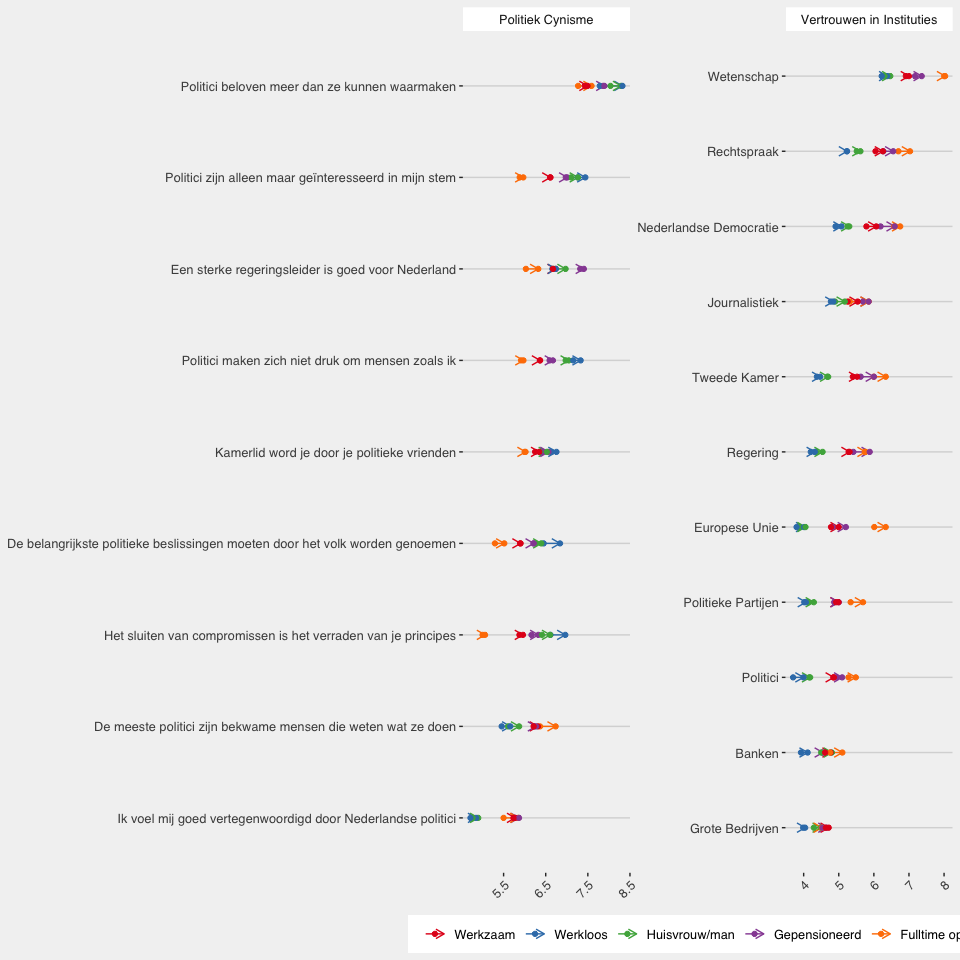 Politiek Cynisme
Politici beloven meer dan ze kunnen waarmaken
Politici zijn alleen maar geïnteresseerd in mijn stem
Een sterke regeringsleider is goed voor Nederland
Politici maken zich niet druk om mensen zoals ik
Kamerlid word je door je politieke vrienden
De belangrijkste politieke beslissingen moeten door het volk worden genoemen
Het sluiten van compromissen is het verraden van je principes
De meeste politici zijn bekwame mensen die weten wat ze doen
Ik voel mij goed vertegenwoordigd door Nederlandse politici
5.5 6.5 7.5 8.5
Vertrouwen in Instituties
Wetenschap
Rechtspraak
Nederlandse Democratie
Journalistiek
Tweede Kamer
Regering
Europese Unie
Politieke Partijen
Politici
Banken
Grote Bedrijven
4 5 6 7 8
Werkzaam Werkloos Huisvrouw/man Gepensioneerd Fulltime op